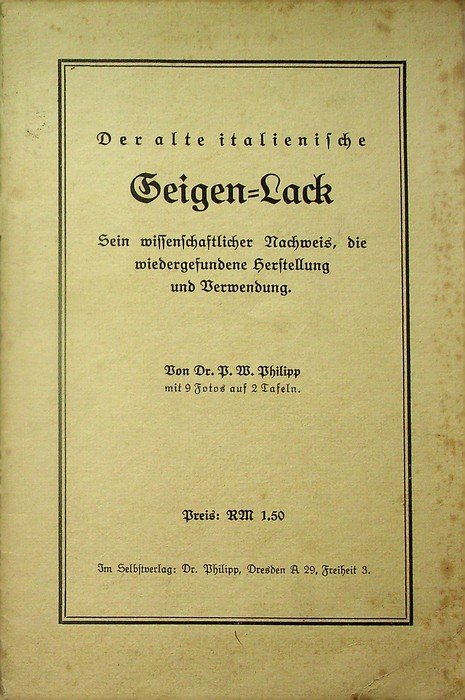 Der alte italieniſche
Geigen=Lack
Sein wiſſenſchaftlicher Nachweis, die
wiedergefundene Herſtellung
und Verwendung.
Von Dr. P. W. Philipp
mit 9 Fotos auf 2 Tafeln.
Preis: RM 1.50
Im Selbſtverlag: Dr. Philipp, Dresden A 29, Freiheit 3.